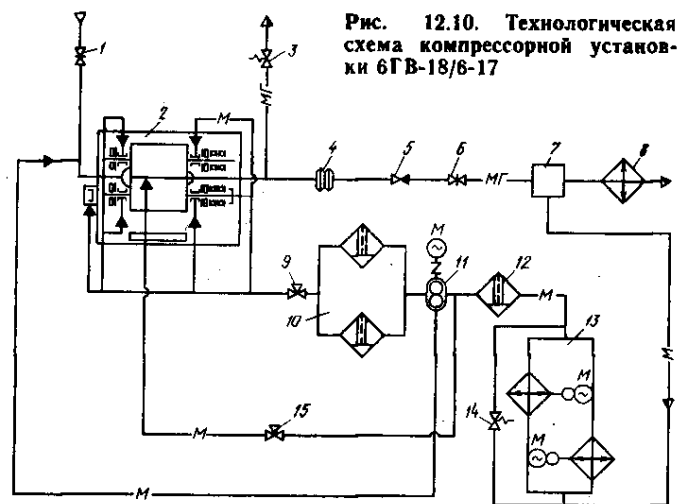 Рис. 12.10. Технологическая
схема компрессорной установ-
ки 6ГВ-18/6-17
1
3
2
М
МГ
4
5
6
МГ
7
8
9
М
11
12
М
10
13
М
М
15
14
М
М
М